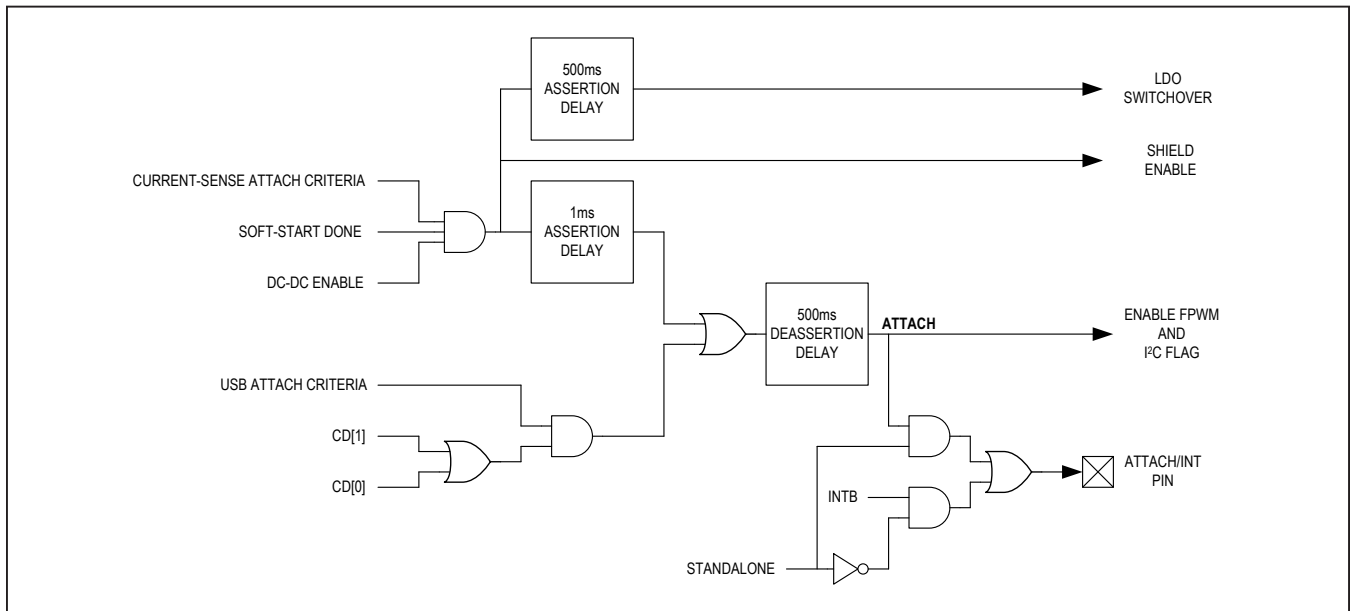 500ms
ASSERTION
DELAY
LDO
SWITCHOVER
SHIELD
ENABLE
CURRENT-SENSE ATTACH CRITERIA
SOFT-START DONE
DC-DC ENABLE
1ms
ASSERTION
DELAY
500ms
DEASSERTION
DELAY
ATTACH
ENABLE FPWM
AND
I²C FLAG
USB ATTACH CRITERIA
CD[1]
CD[0]
INTB
ATTACH/INT
PIN
STANDALONE